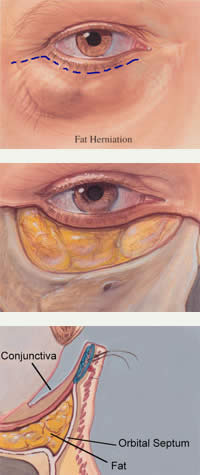 Fat Herniation
Conjunctiva
Orbital Septum
Fat